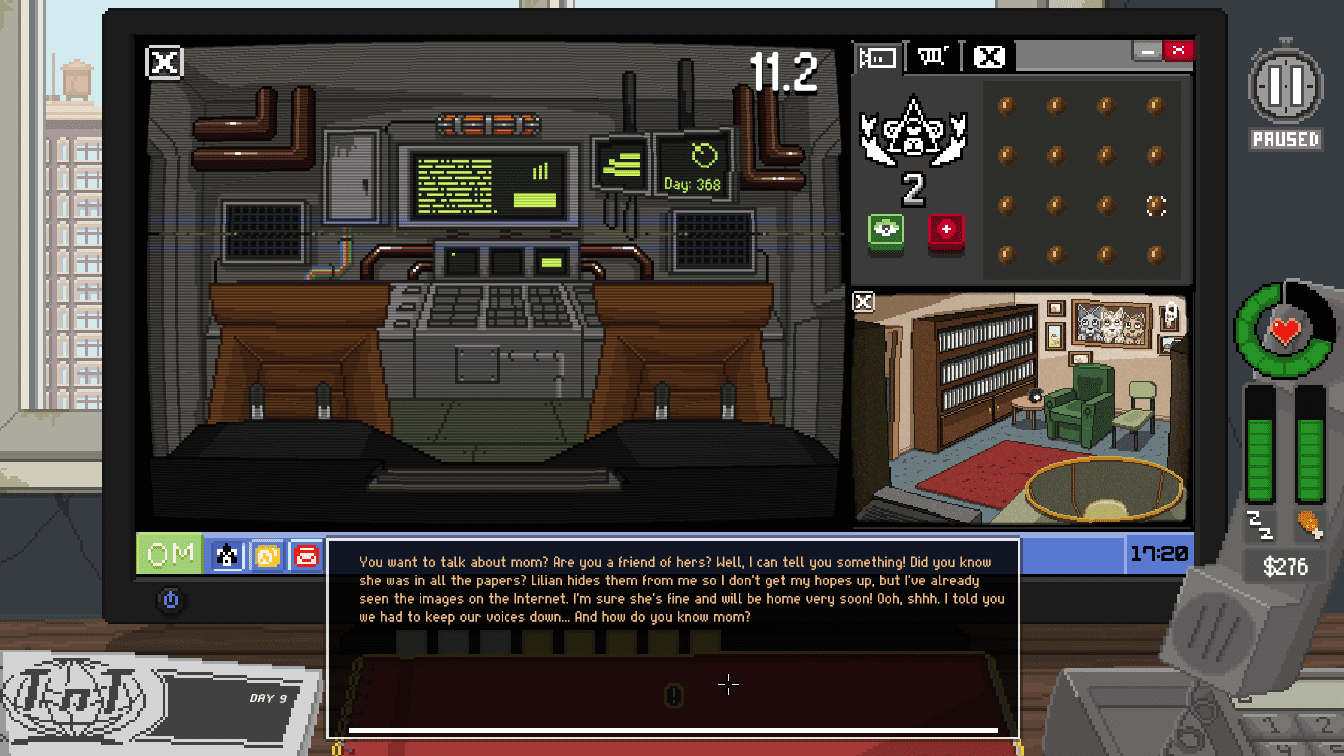 11.2
PAUSED
Day: 368
2
OM
17:20
$276
You want to talk about mom? Are you a friend of hers? Well, I can tell you something! Did you know
she was in all the papers? Lilian hides them from me so I don't get my hopes up, but I've already
seen the images on the Internet. I'm sure she's fine and will be home very soon! Ooh, shhh. I told you
we had to keep our voices down... And how do you know mom?
TnT
DAY 9
1 2